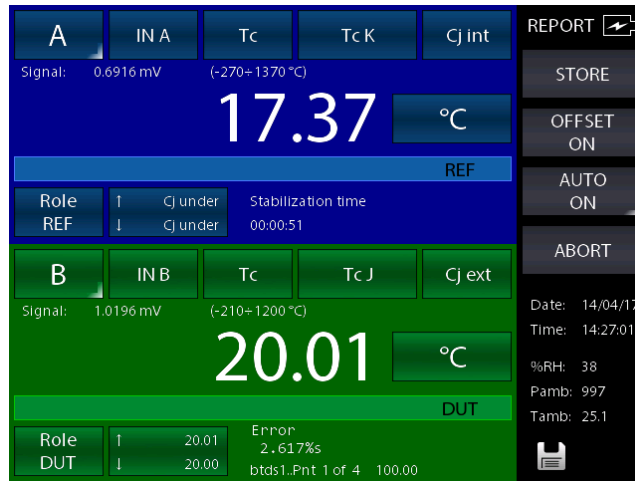 A IN A Tc Tc K Cj int
Signal: 0.6916 mV (-270÷1370 °C)
17.37 °C
REF
Role REF
↑ Cj under
↓ Cj under
Stabilization time
00:00:51
B IN B Tc Tc J Cj ext
Signal: 1.0196 mV (-210÷1200 °C)
20.01 °C
DUT
Role DUT
↑ 20.01
↓ 20.00
Error
2.617%s
btds1..Pnt 1 of 4 100.00
REPORT
STORE
OFFSET
ON
AUTO
ON
ABORT
Date: 14/04/17
Time: 14:27:01
%RH: 38
Pamb: 997
Tamb: 25.1